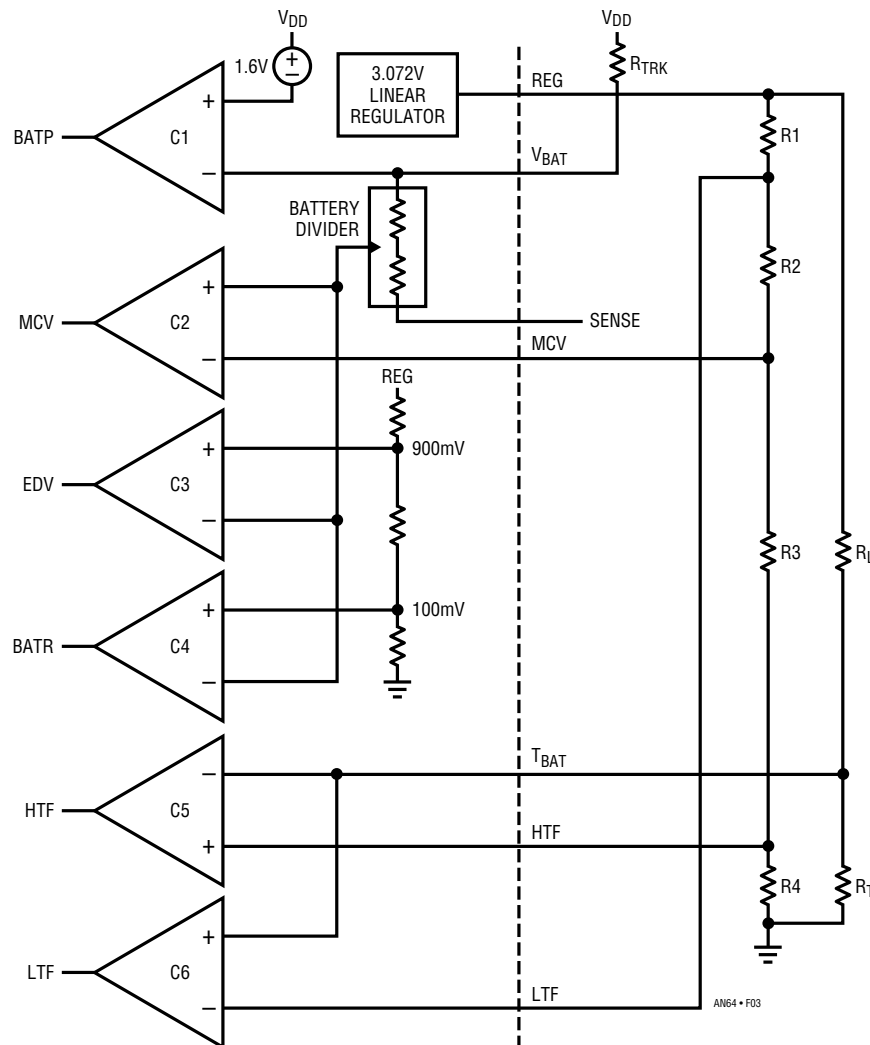 VDD
VDD
1.6V
+
−
3.072V
LINEAR
REGULATOR
REG
RTRK
BATP
C1
+
−
VBAT
R1
BATTERY
DIVIDER
R2
MCV
C2
+
−
SENSE
MCV
REG
EDV
C3
+
−
900mV
R3
RL
BATR
C4
+
−
100mV
HTF
C5
−
+
TBAT
HTF
R4
RT
LTF
C6
+
−
LTF
AN64 • F03